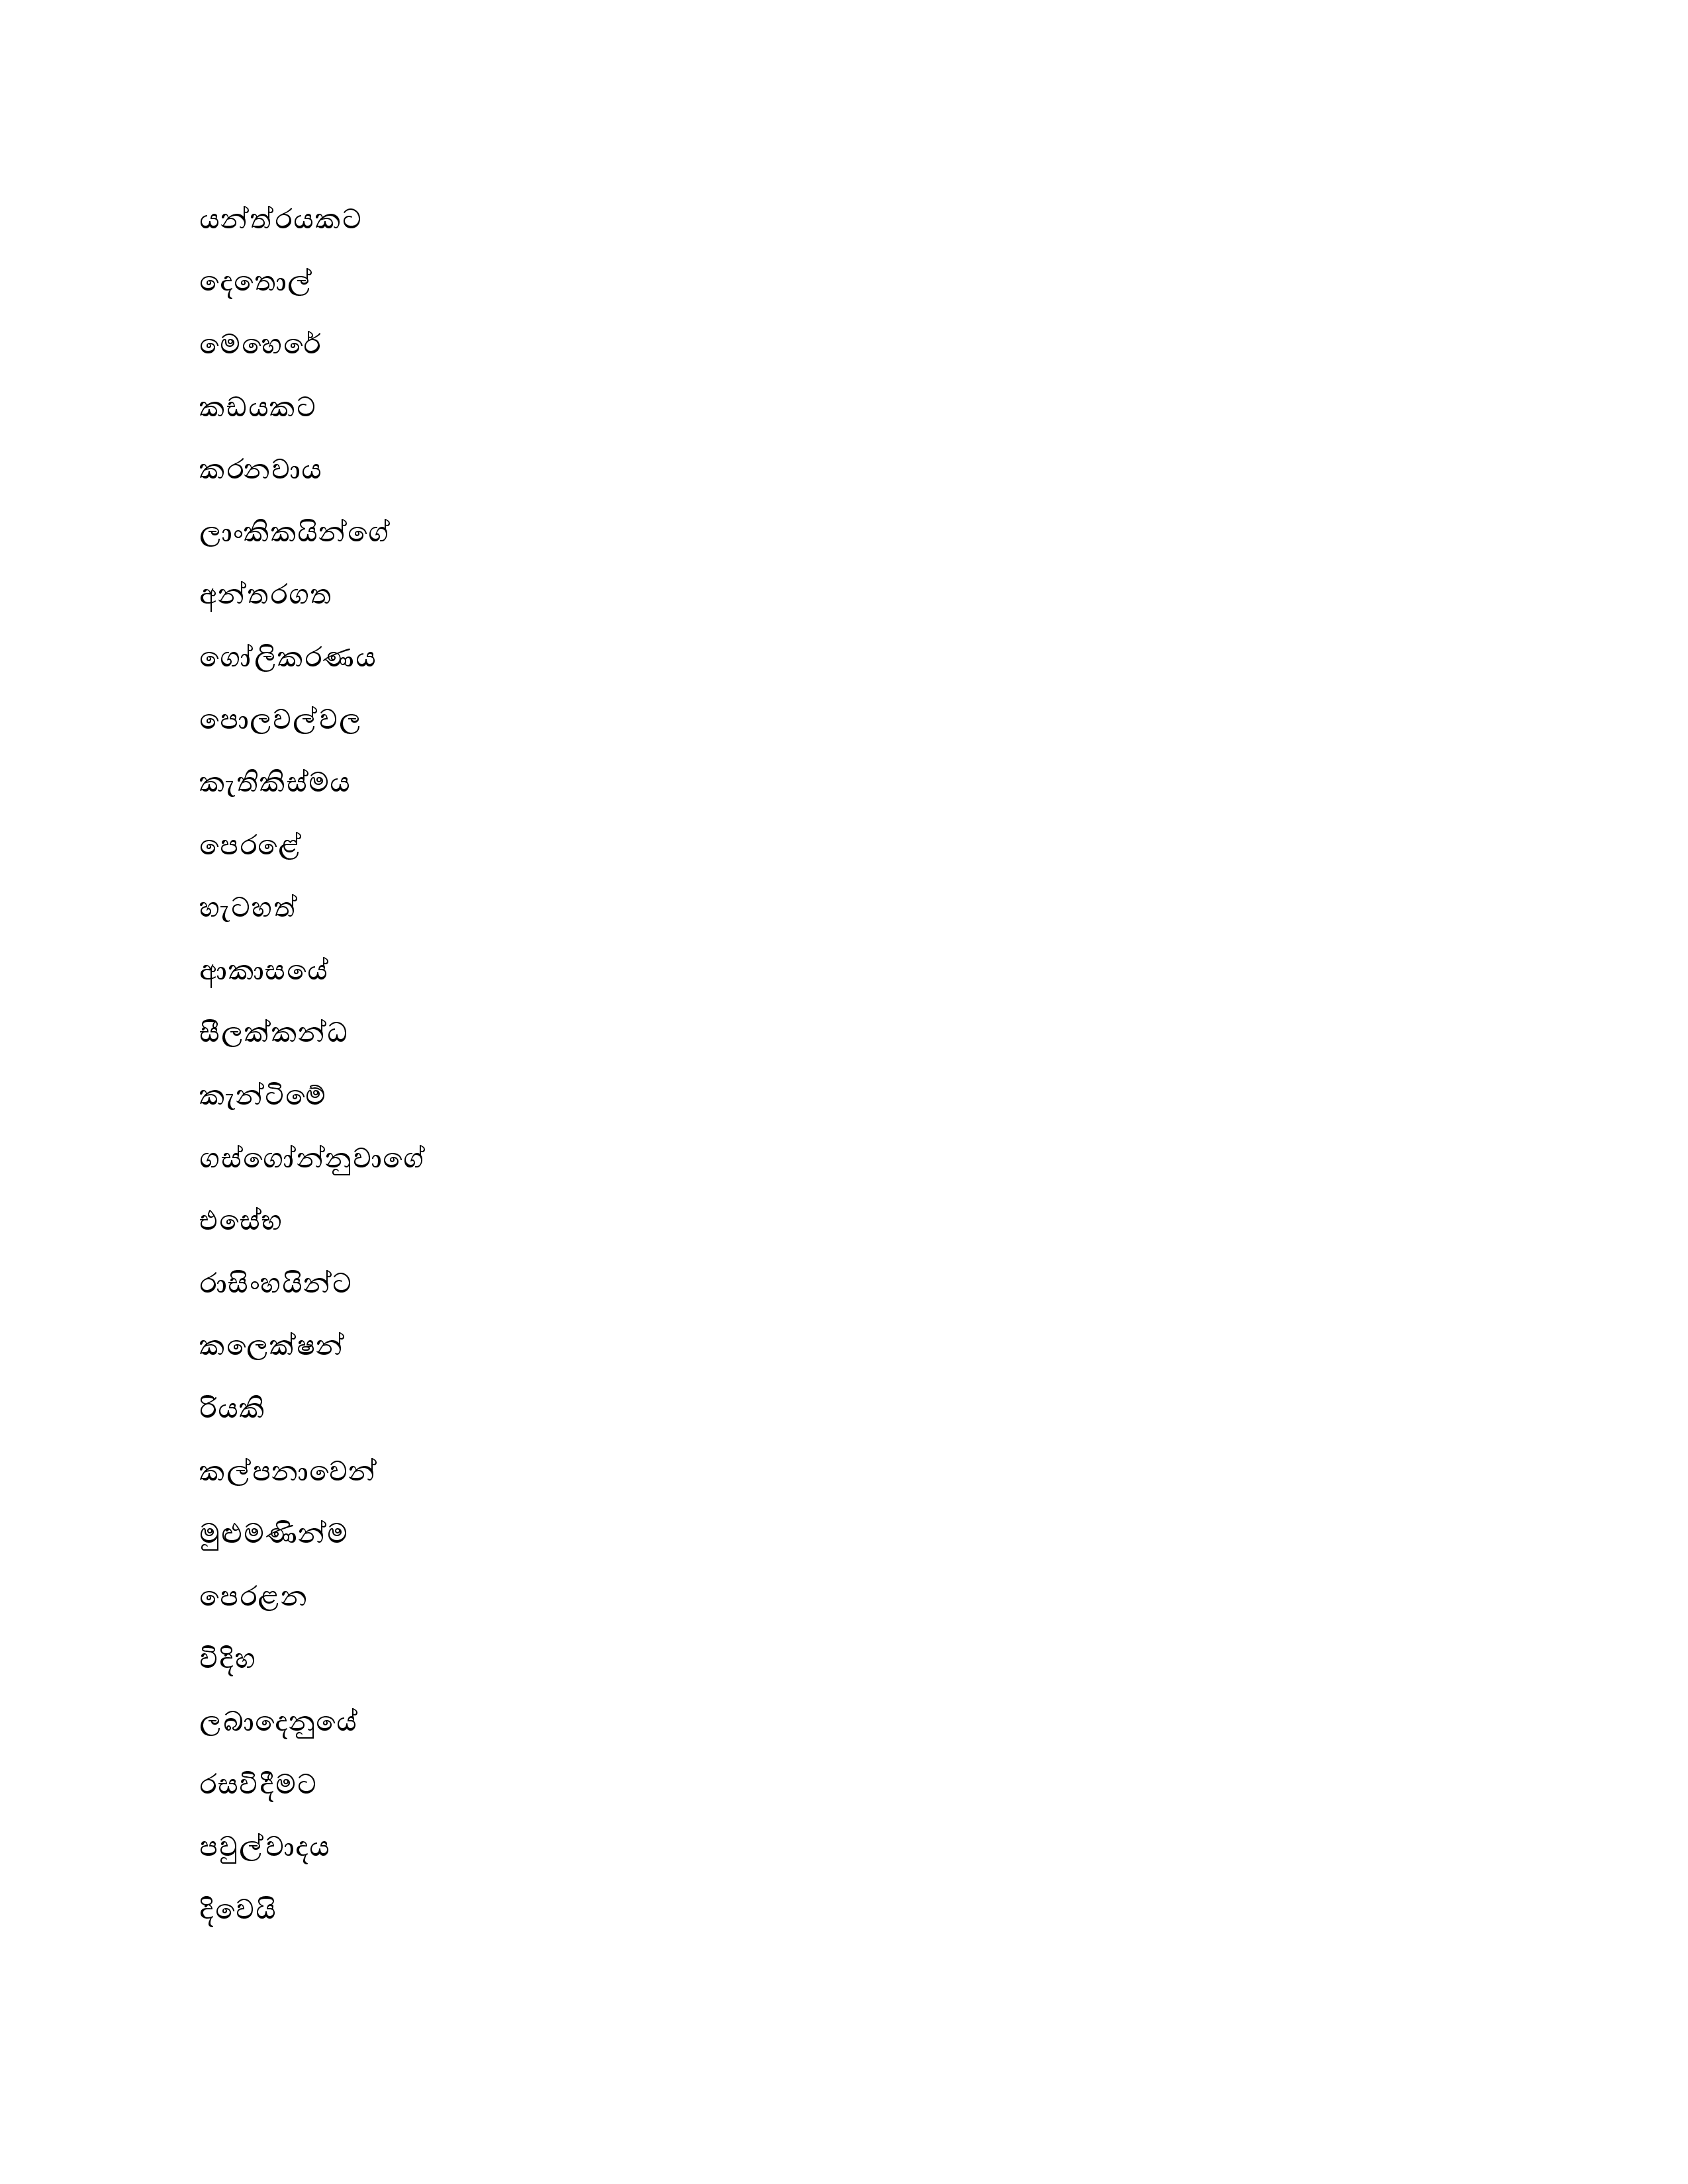 යන්ත්රයකට
දෙතොල්
මෙහෙරේ
කඩයකට
කරනවාය
ලාංකිකයින්ගේ
අන්තරගත
ගෝලිකරණය
පොලවල්වල
කැතිකිස්මය
පෙරළේ
හැටහත්
ආකාසයේ
සීලක්කන්ධ
කැන්ටිමේ
ගස්ගෝන්නුවාගේ
එසේහ
රාසිංහයින්ට
කලෙක්ෂන්
රියකි
කල්පනාවෙන්
මුළුමණින්ම
පෙරළන
විදිහ
ලබාදෙනුයේ
රසවිදීමට
පවුල්වාදය
දිවෙයි